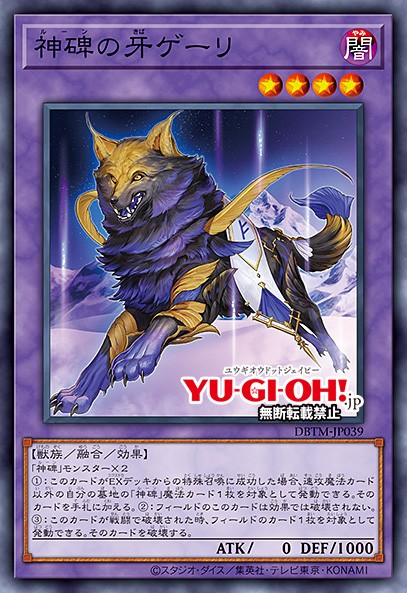 神碑の牙ゲーリ
ルーン
きば
闇
やみ
ユウギオウドットジェイピー
YU-GI-OH!.jp
無断転載禁止
DBTM-JP039
【獣族／融合／効果】
「神碑」モンスター×２
①：このカードがEXデッキからの特殊召喚に成功した場合、速攻魔法カード
以外の自分の墓地の「神碑」魔法カード１枚を対象として発動できる。その
カードを手札に加える。②：フィールドのこのカードは効果では破壊されない。
③：このカードが戦闘で破壊された時、フィールドのカード１枚を対象として
発動できる。そのカードを破壊する。
ATK/ 0 DEF/1000
©スタジオ・ダイス／集英社・テレビ東京・KONAMI